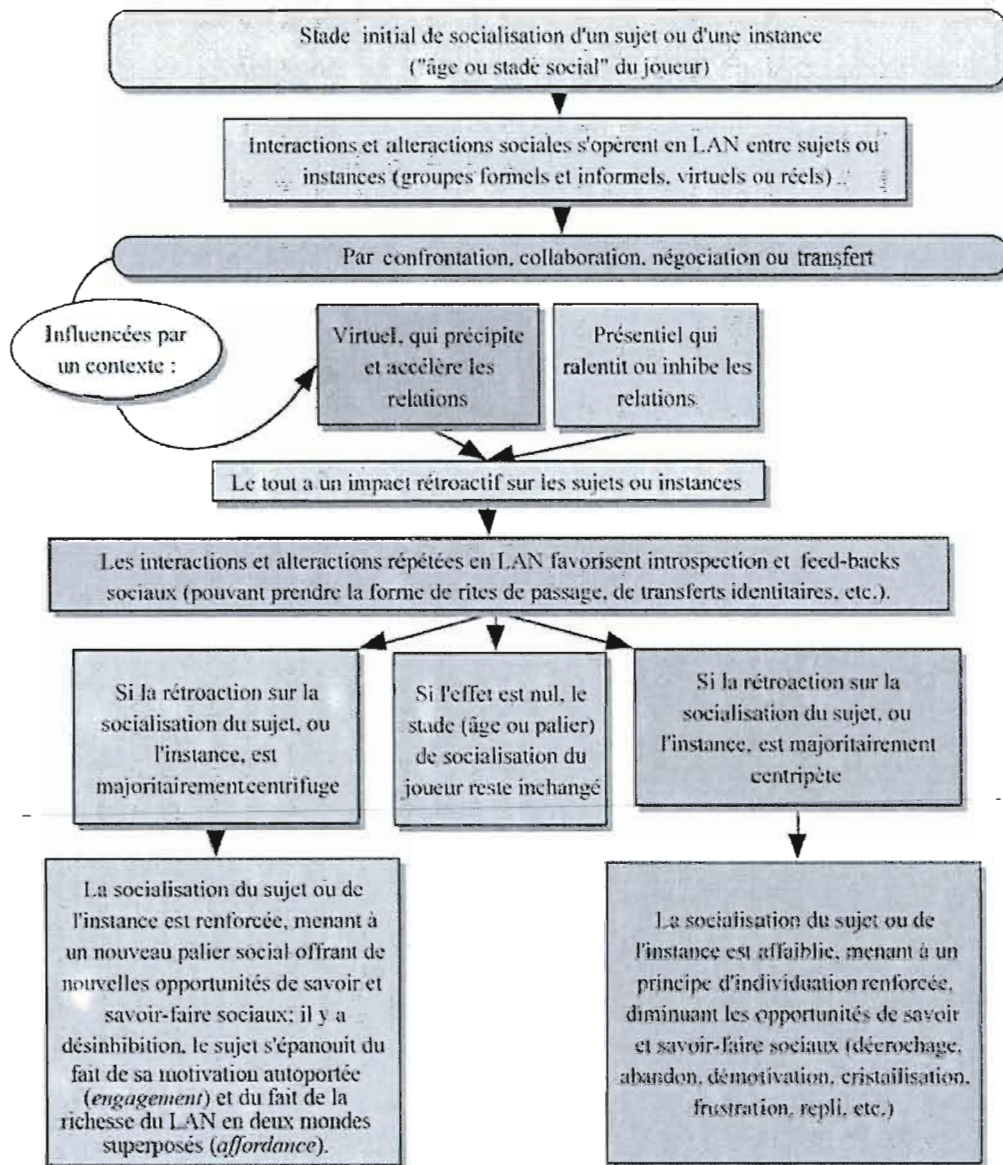 Stade initial de socialisation d'un sujet ou d'une instance
("âge ou stade social" du joueur)
Interactions et alteractions sociales s'opèrent en LAN entre sujets ou
instances (groupes formels et informels, virtuels ou réels)
Par confrontation, collaboration, négociation ou transfert
Influencées par
un contexte :
Virtuel, qui précipite
et accélère les
relations
Présentiel qui
ralentit ou inhibe les
relations
Le tout a un impact rétroactif sur les sujets ou instances
Les interactions et alteractions répétées en LAN favorisent introspection et feed-backs
sociaux (pouvant prendre la forme de rites de passage, de transferts identitaires, etc.).
Si la rétroaction sur la
socialisation du sujet, ou
l'instance, est
majoritairement centrifuge
Si l'effet est nul, le
stade (âge ou palier)
de socialisation du
joueur reste inchangé
Si la rétroaction sur la
socialisation du sujet, ou
l'instance, est majoritairement
centripète
La socialisation du sujet ou de
l'instance est renforcée, menant à
un nouveau palier social offrant de
nouvelles opportunités de savoir et
savoir-faire sociaux; il y a
désinhibition, le sujet s'épanouit du
fait de sa motivation autoportée
(engagement) et du fait de la
richesse du LAN en deux mondes
superposés (affordance).
La socialisation du sujet ou de
l'instance est affaiblie, menant à un
principe d'individuation renforcée,
diminuant les opportunités de savoir
et savoir-faire sociaux (décrochage,
abandon, démotivation, cristallisation,
frustration, repli, etc.)